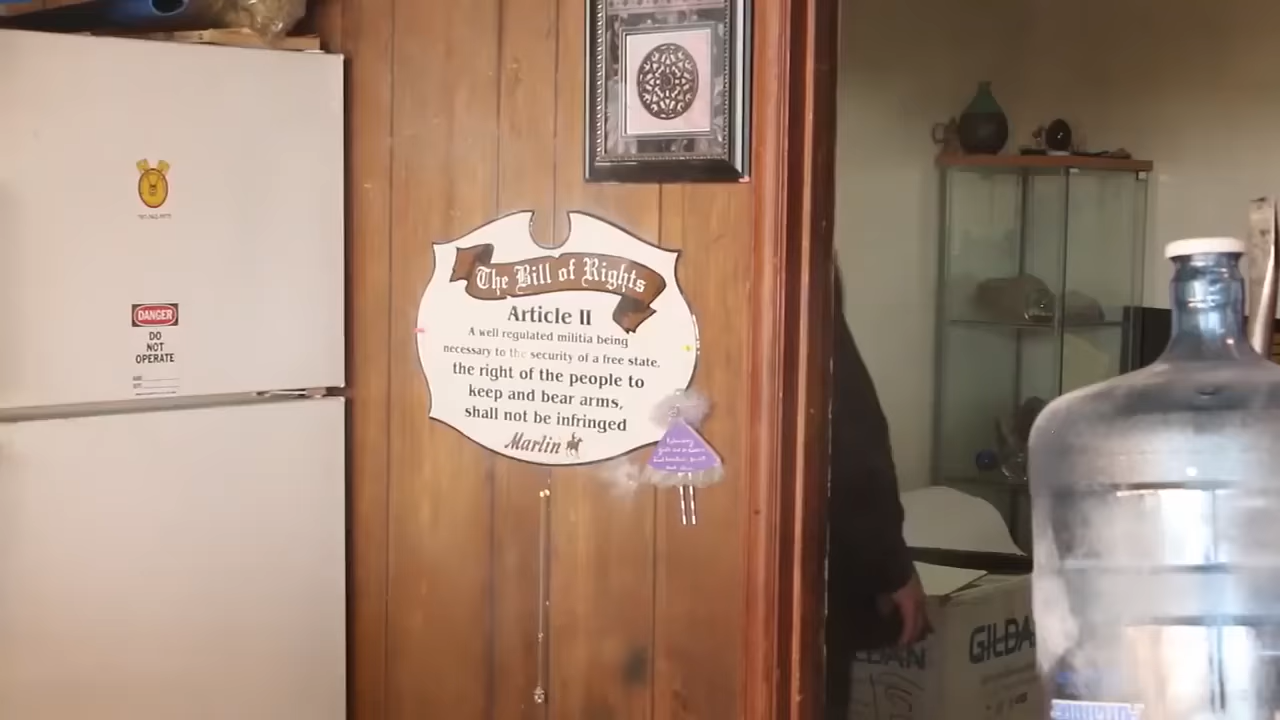 DANGER
DO
NOT
OPERATE
The Bill of Rights
Article II
A well regulated militia being
necessary to the security of a free state,
the right of the people to
keep and bear arms,
shall not be infringed
Marlin
GILDA